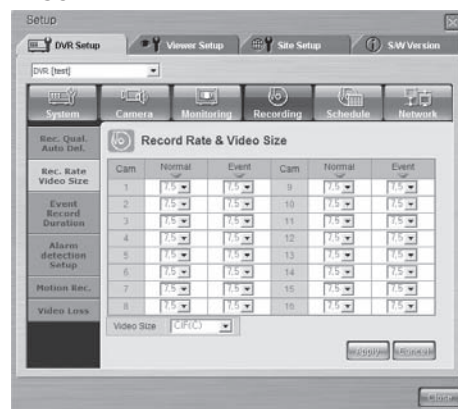 Setup
DVR Setup Viewer Setup Site Setup S/W Version
DVR [test]
System Camera Monitoring Recording Schedule Network
Rec. Qual. Auto Del.
Rec. Rate Video Size
Event Record Duration
Alarm detection Setup
Motion Rec.
Video Loss
Record Rate & Video Size
Cam Normal Event Cam Normal Event
1 7,5 7,5 9 7,5 7,5
2 7,5 7,5 10 7,5 7,5
3 7,5 7,5 11 7,5 7,5
4 7,5 7,5 12 7,5 7,5
5 7,5 7,5 13 7,5 7,5
6 7,5 7,5 14 7,5 7,5
7 7,5 7,5 15 7,5 7,5
8 7,5 7,5 16 7,5 7,5
Video Size CIF(C)
Apply Cancel
Close